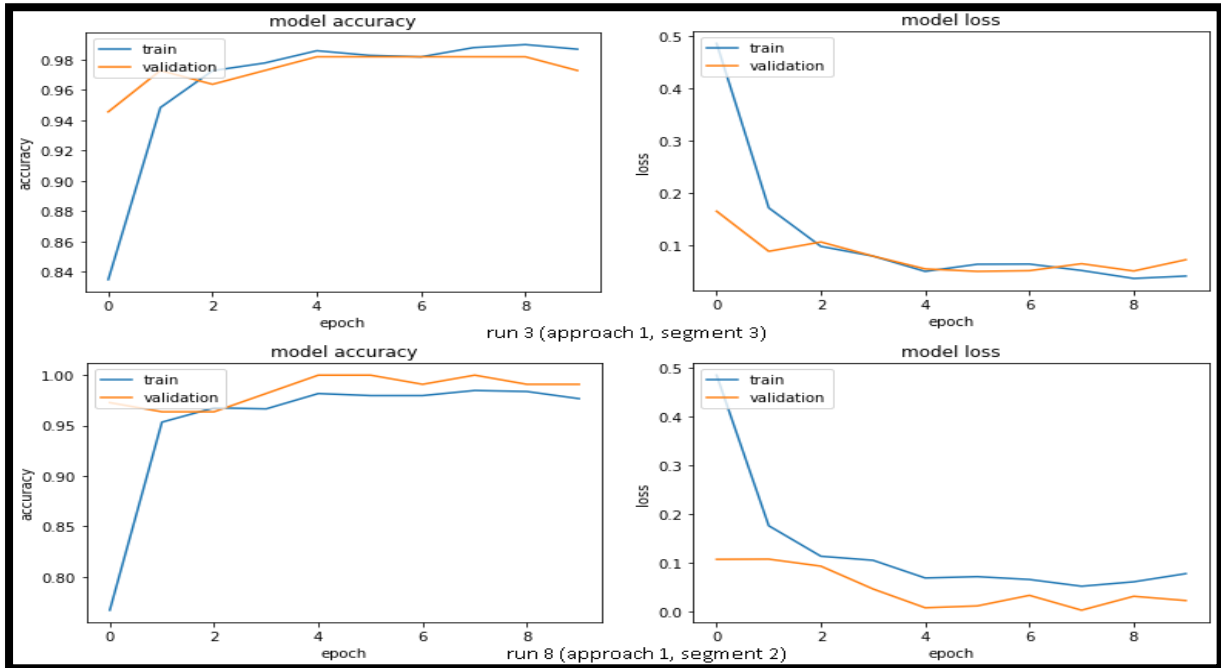 model accuracy
train
validation
0.98
0.96
0.94
0.92
0.90
0.88
0.86
0.84
accuracy
0 2 4 6 8
epoch
model loss
train
validation
0.5
0.4
0.3
0.2
0.1
loss
0 2 4 6 8
epoch
run 3 (approach 1, segment 3)
model accuracy
train
validation
1.00
0.95
0.90
0.85
0.80
accuracy
0 2 4 6 8
epoch
model loss
train
validation
0.5
0.4
0.3
0.2
0.1
0.0
loss
0 2 4 6 8
epoch
run 8 (approach 1, segment 2)